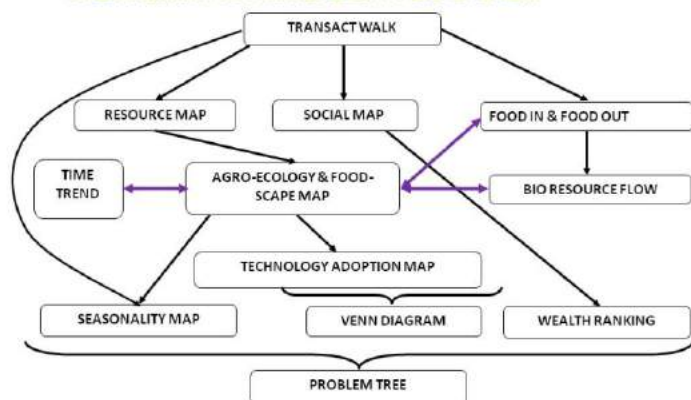 TRANSACT WALK
RESOURCE MAP
SOCIAL MAP
FOOD IN & FOOD OUT
TIME
TREND
AGRO-ECOLOGY & FOOD-
SCAPE MAP
BIO RESOURCE FLOW
TECHNOLOGY ADOPTION MAP
SEASONALITY MAP
VENN DIAGRAM
WEALTH RANKING
PROBLEM TREE